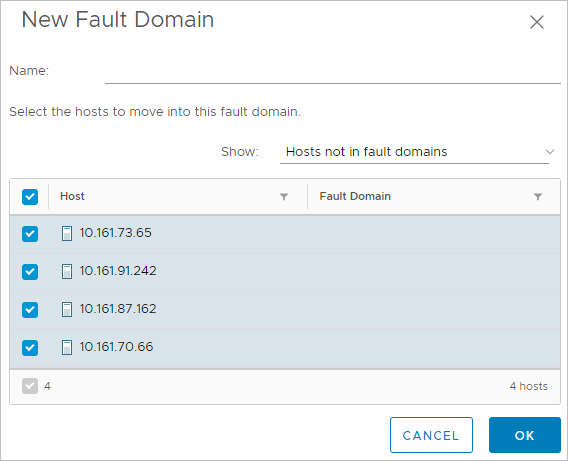 New Fault Domain
Name:
Select the hosts to move into this fault domain.
Show: Hosts not in fault domains
Host Fault Domain
10.161.73.65
10.161.91.242
10.161.87.162
10.161.70.66
4 4 hosts
CANCEL OK